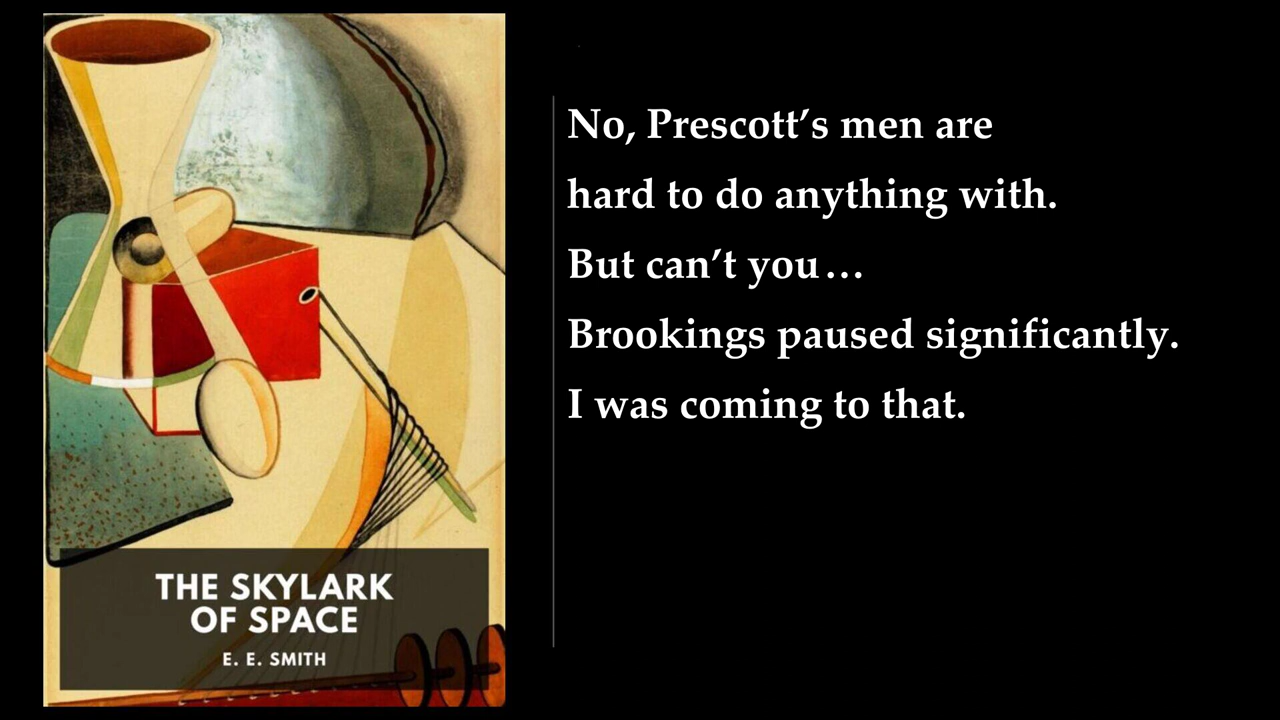 THE SKYLARK
OF SPACE
E. E. SMITH
No, Prescott’s men are
hard to do anything with.
But can’t you…
Brookings paused significantly.
I was coming to that.